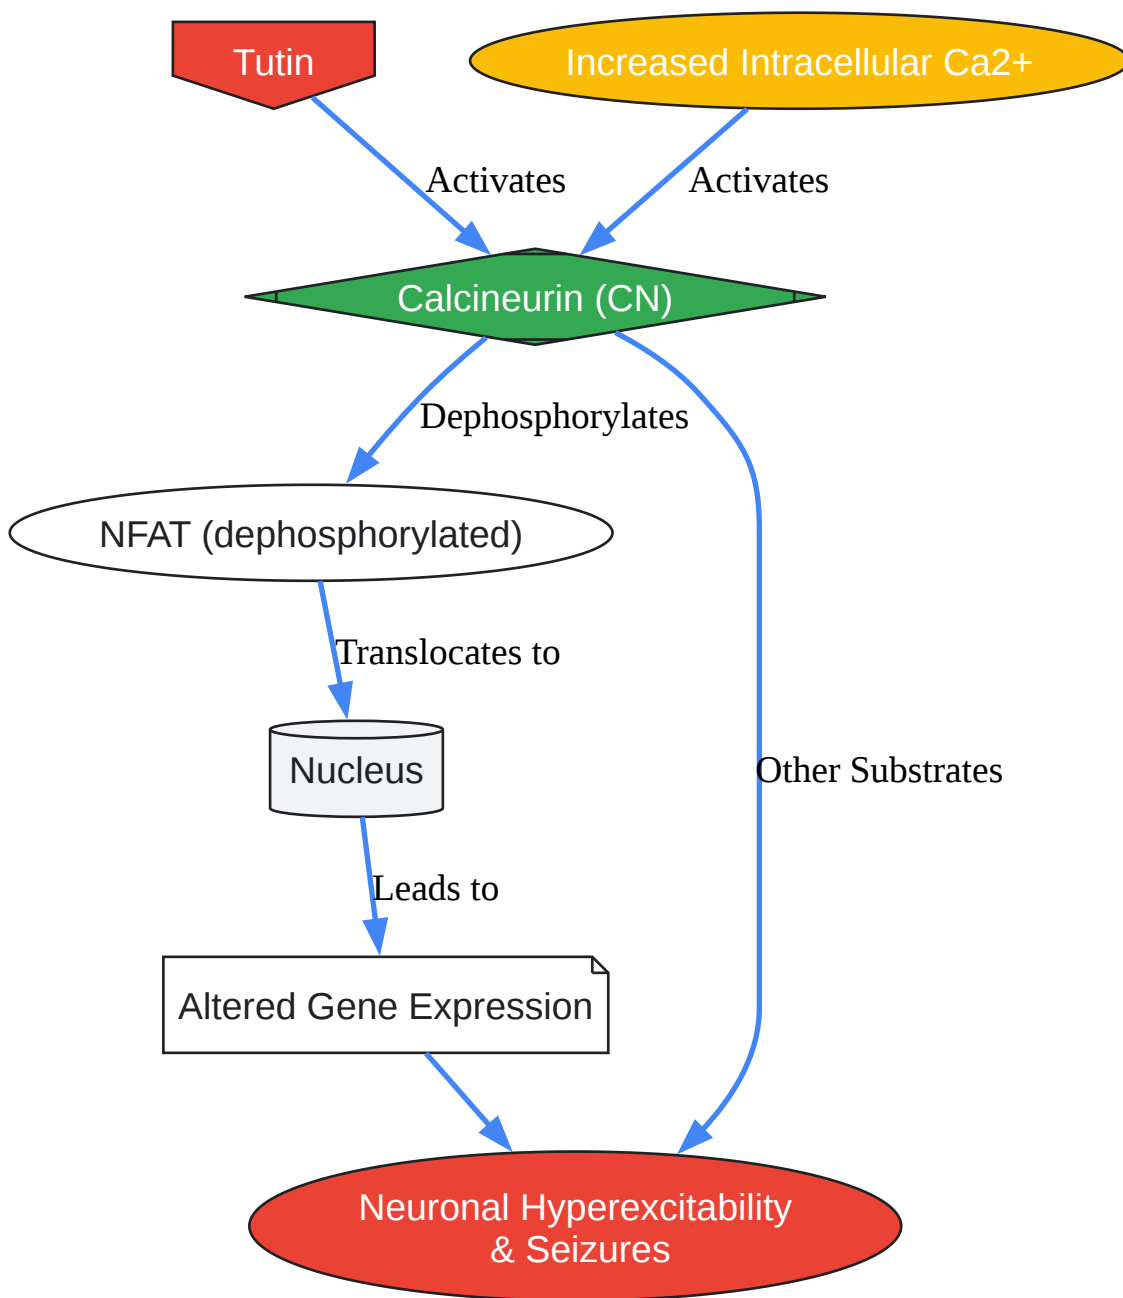 Tutin
Increased Intracellular Ca2+
Activates
Activates
Calcineurin (CN)
Dephosphorylates
NFAT (dephosphorylated)
Translocates to
Nucleus
Other Substrates
Leads to
Altered Gene Expression
Neuronal Hyperexcitability
& Seizures